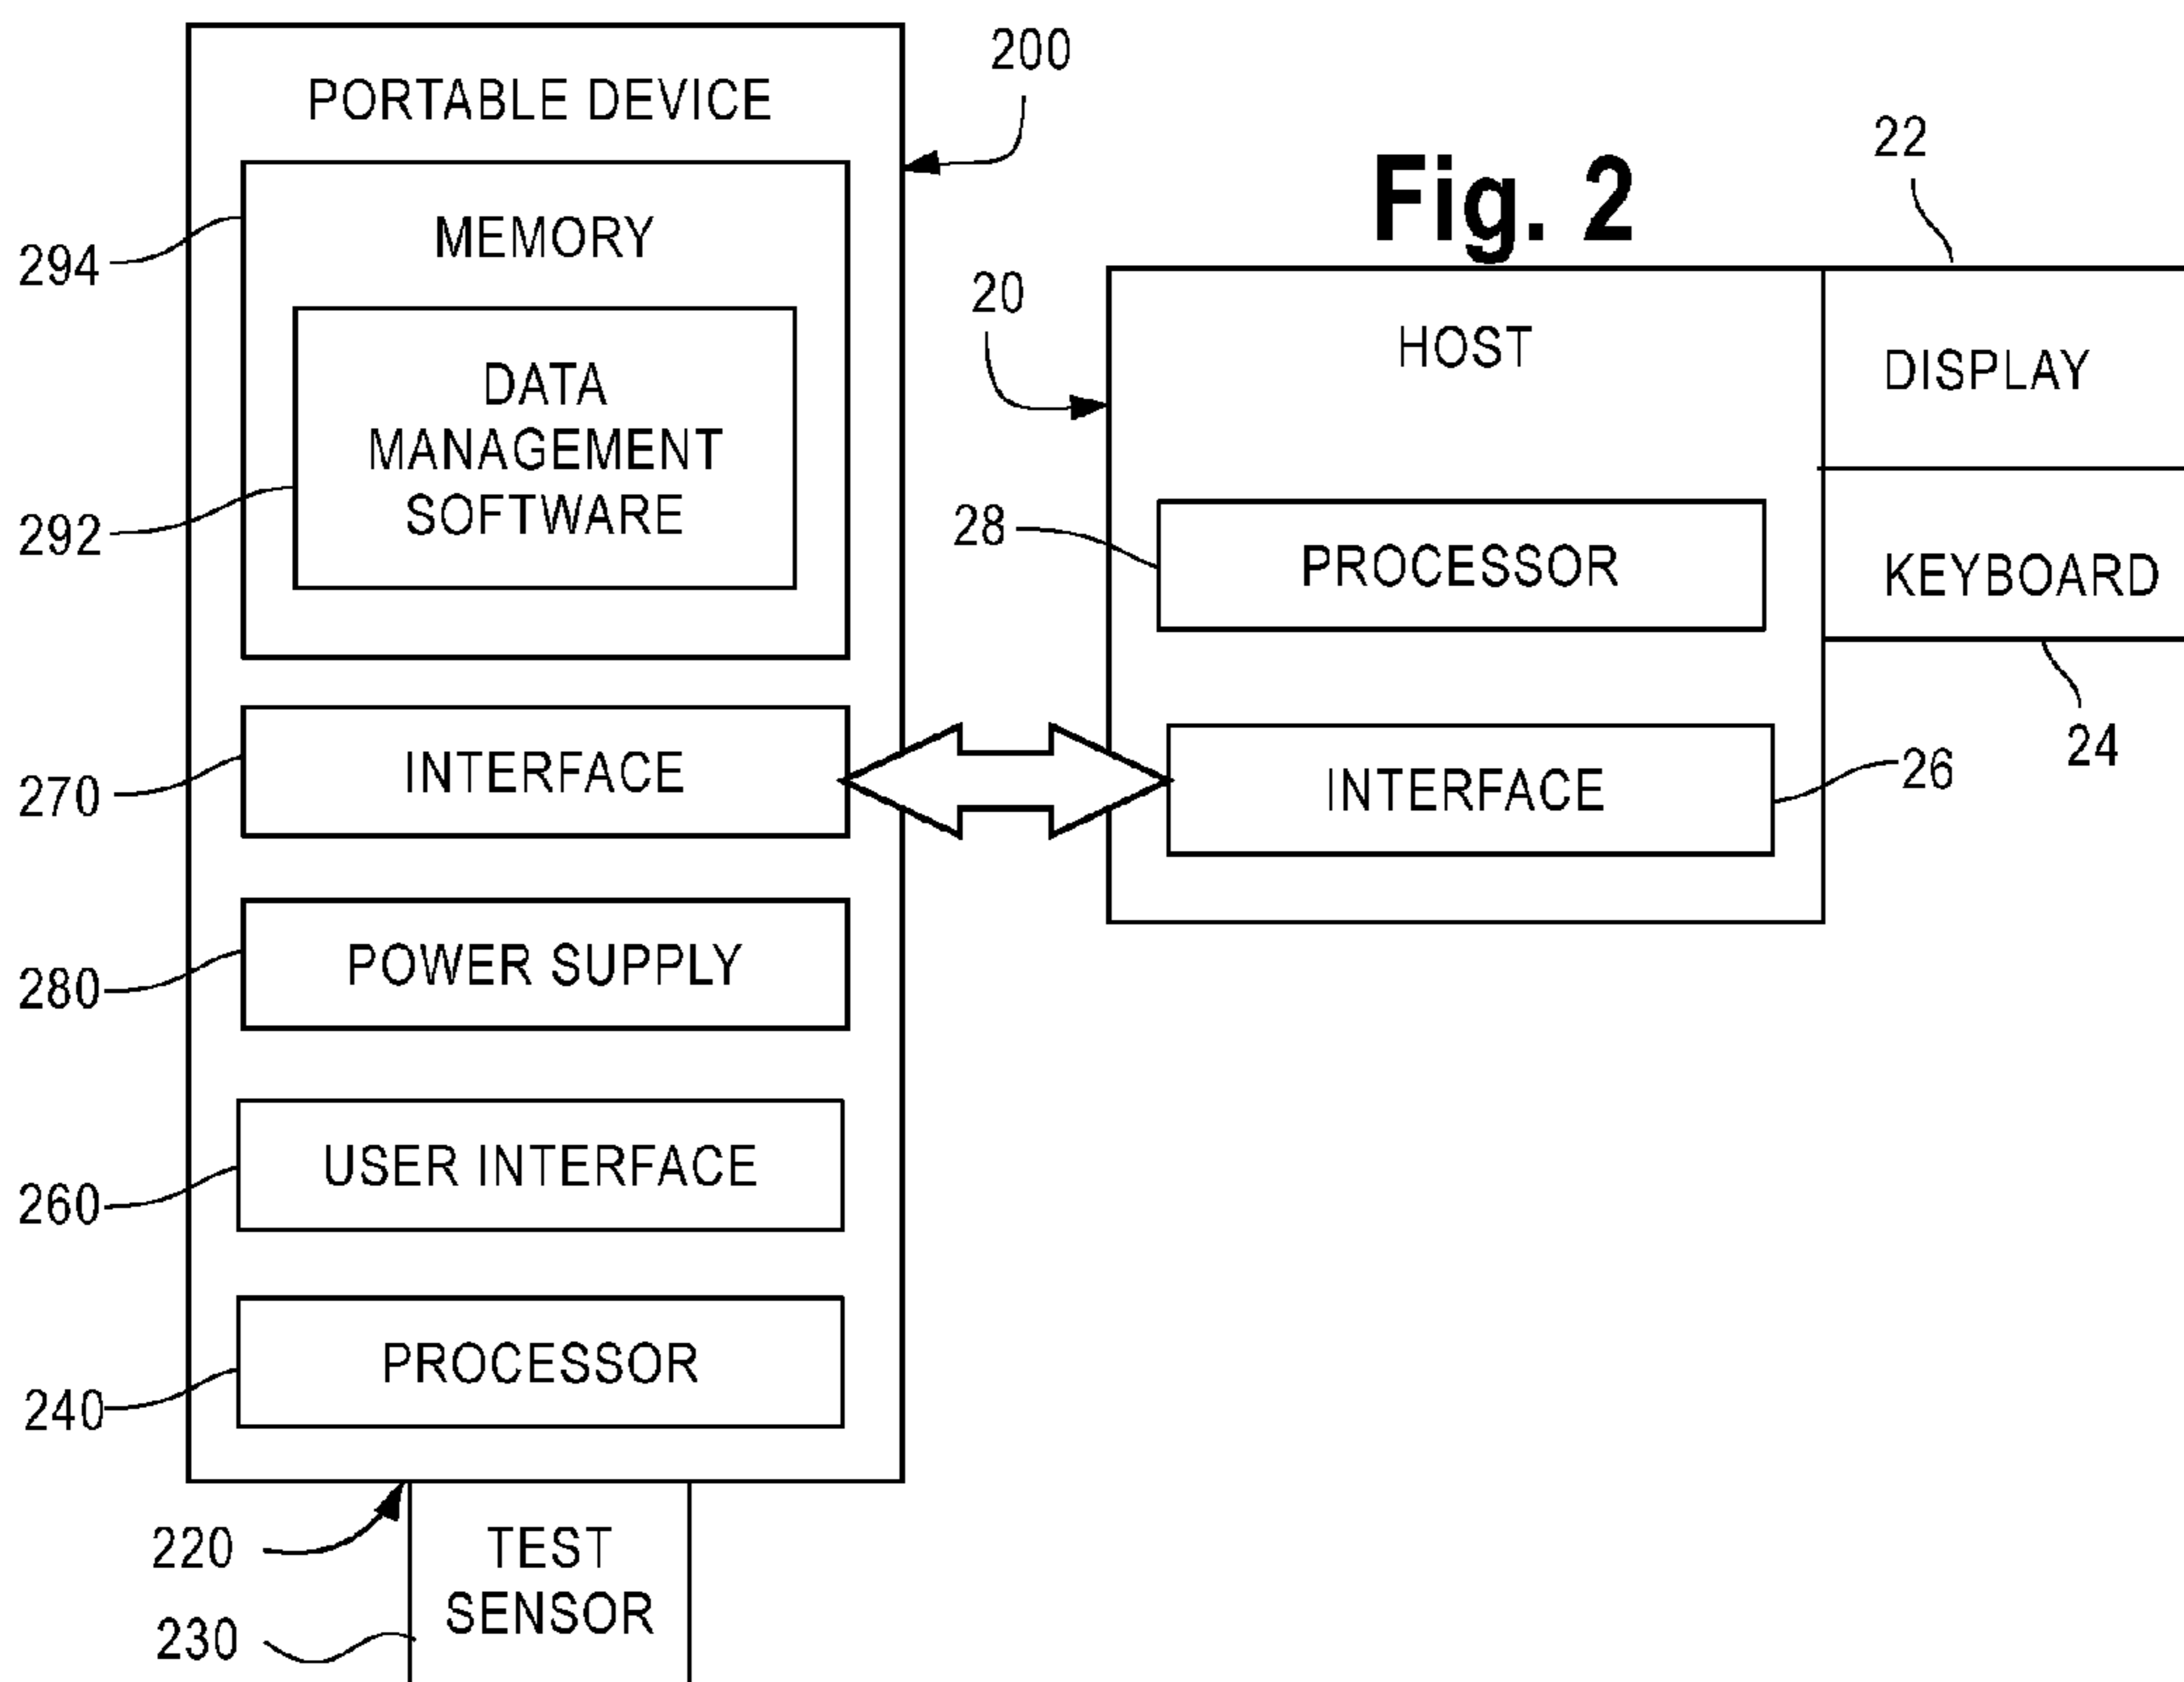 PORTABLE DEVICE
200
MEMORY
294
DATA
MANAGEMENT
SOFTWARE
292
INTERFACE
270
POWER SUPPLY
280
USER INTERFACE
260
PROCESSOR
240
220
TEST
SENSOR
230
Fig. 2
22
20
HOST
DISPLAY
28
PROCESSOR
KEYBOARD
24
INTERFACE
26